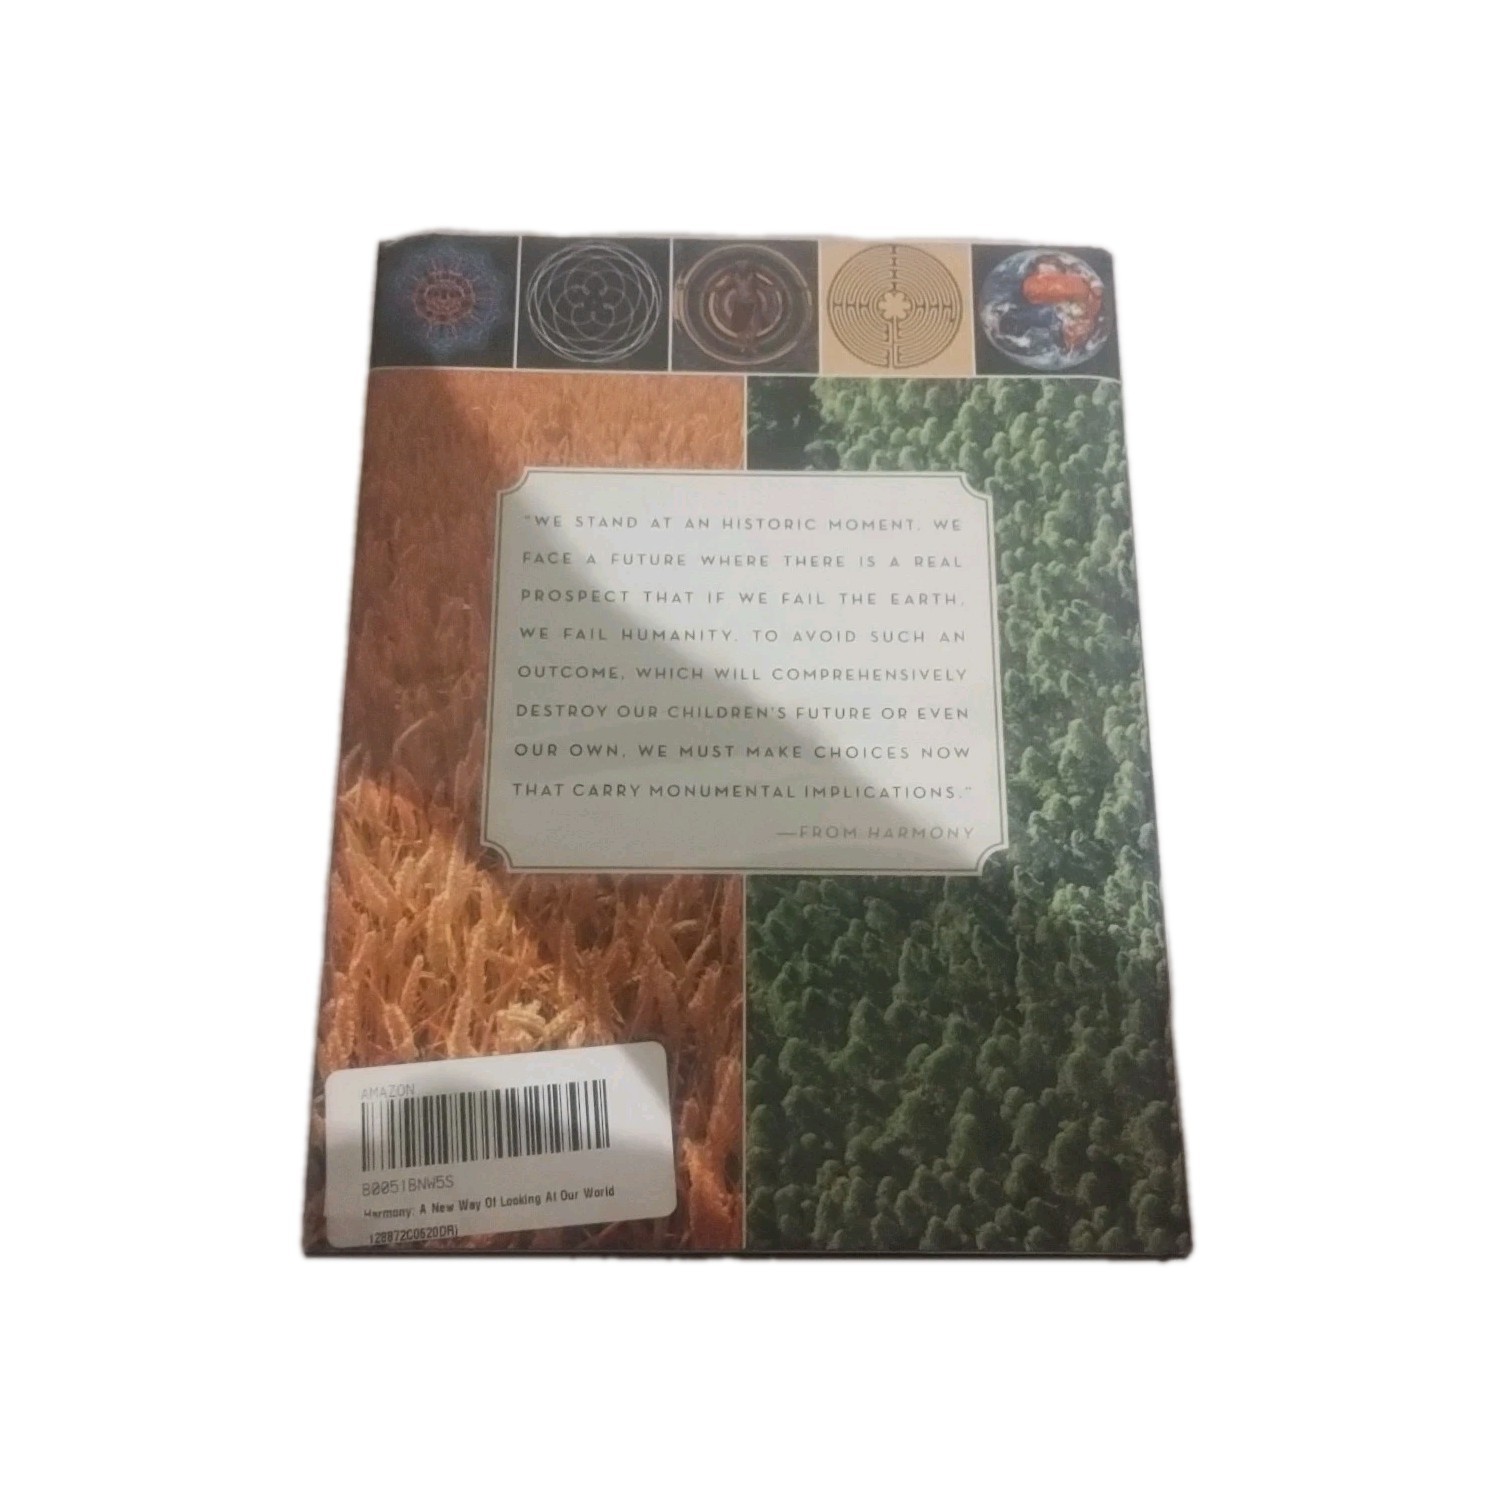 "WE STAND AT AN HISTORIC MOMENT. WE
FACE A FUTURE WHERE THERE IS A REAL
PROSPECT THAT IF WE FAIL THE EARTH,
WE FAIL HUMANITY. TO AVOID SUCH AN
OUTCOME, WHICH WILL COMPREHENSIVELY
DESTROY OUR CHILDREN'S FUTURE OR EVEN
OUR OWN, WE MUST MAKE CHOICES NOW
THAT CARRY MONUMENTAL IMPLICATIONS."
—FROM HARMONY
AMAZON
B0051BNW5S
Harmony: A New Way Of Looking At Our World
128872C0520DR)